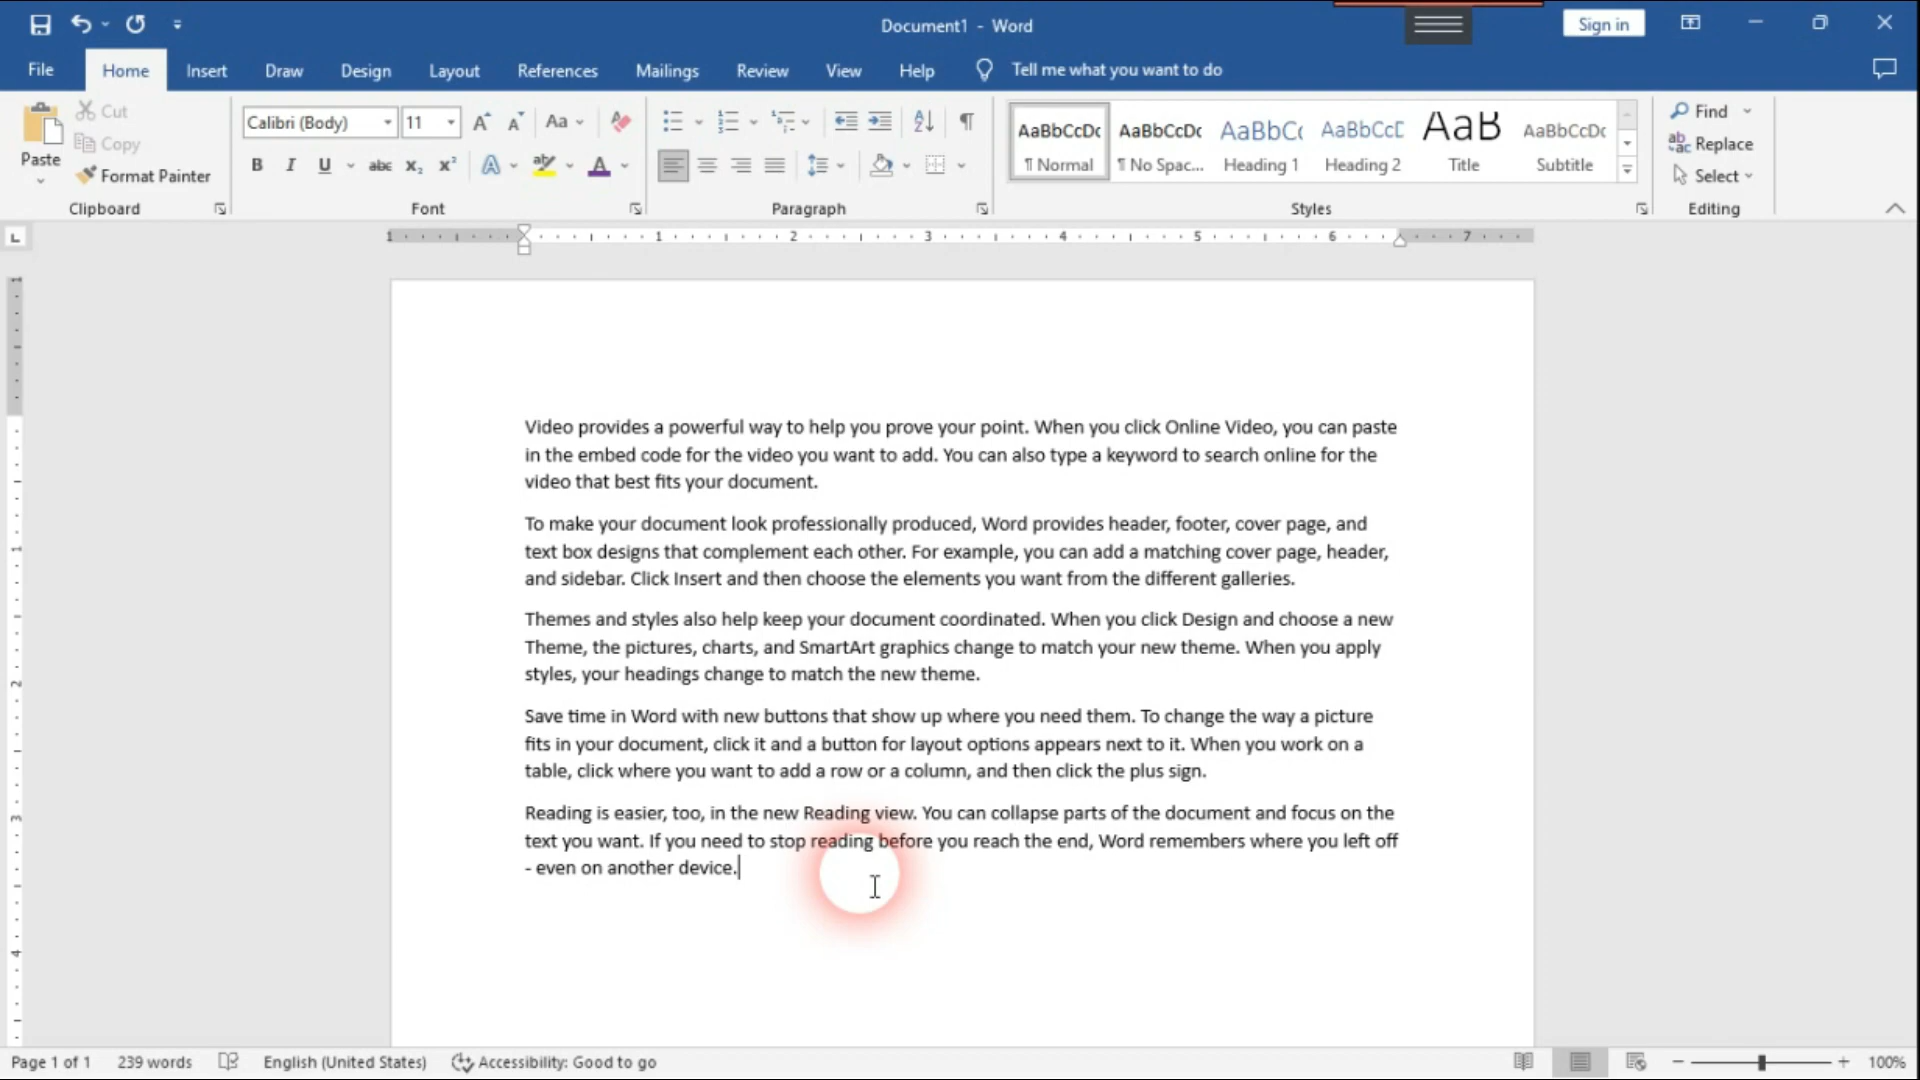 Document1 - Word
Sign in
File Home Insert Draw Design Layout References Mailings Review View Help Tell me what you want to do
Paste
Cut
Copy
Format Painter
Clipboard
Calibri (Body) 11
Aa
B I U abc x₂ x² A A
Font
Paragraph
AaBbCcDc AaBbCcDc AaBbCc AaBbCcD AaB AaBbCcDc
¶ Normal ¶ No Spac... Heading 1 Heading 2 Title Subtitle
Styles
Find
Replace
Select
Editing
1 1 2 3 4 5 6 7
Video provides a powerful way to help you prove your point. When you click Online Video, you can paste
in the embed code for the video you want to add. You can also type a keyword to search online for the
video that best fits your document.
To make your document look professionally produced, Word provides header, footer, cover page, and
text box designs that complement each other. For example, you can add a matching cover page, header,
and sidebar. Click Insert and then choose the elements you want from the different galleries.
Themes and styles also help keep your document coordinated. When you click Design and choose a new
Theme, the pictures, charts, and SmartArt graphics change to match your new theme. When you apply
styles, your headings change to match the new theme.
Save time in Word with new buttons that show up where you need them. To change the way a picture
fits in your document, click it and a button for layout options appears next to it. When you work on a
table, click where you want to add a row or a column, and then click the plus sign.
Reading is easier, too, in the new Reading view. You can collapse parts of the document and focus on the
text you want. If you need to stop reading before you reach the end, Word remembers where you left off
- even on another device.
Page 1 of 1 239 words English (United States) Accessibility: Good to go 100%